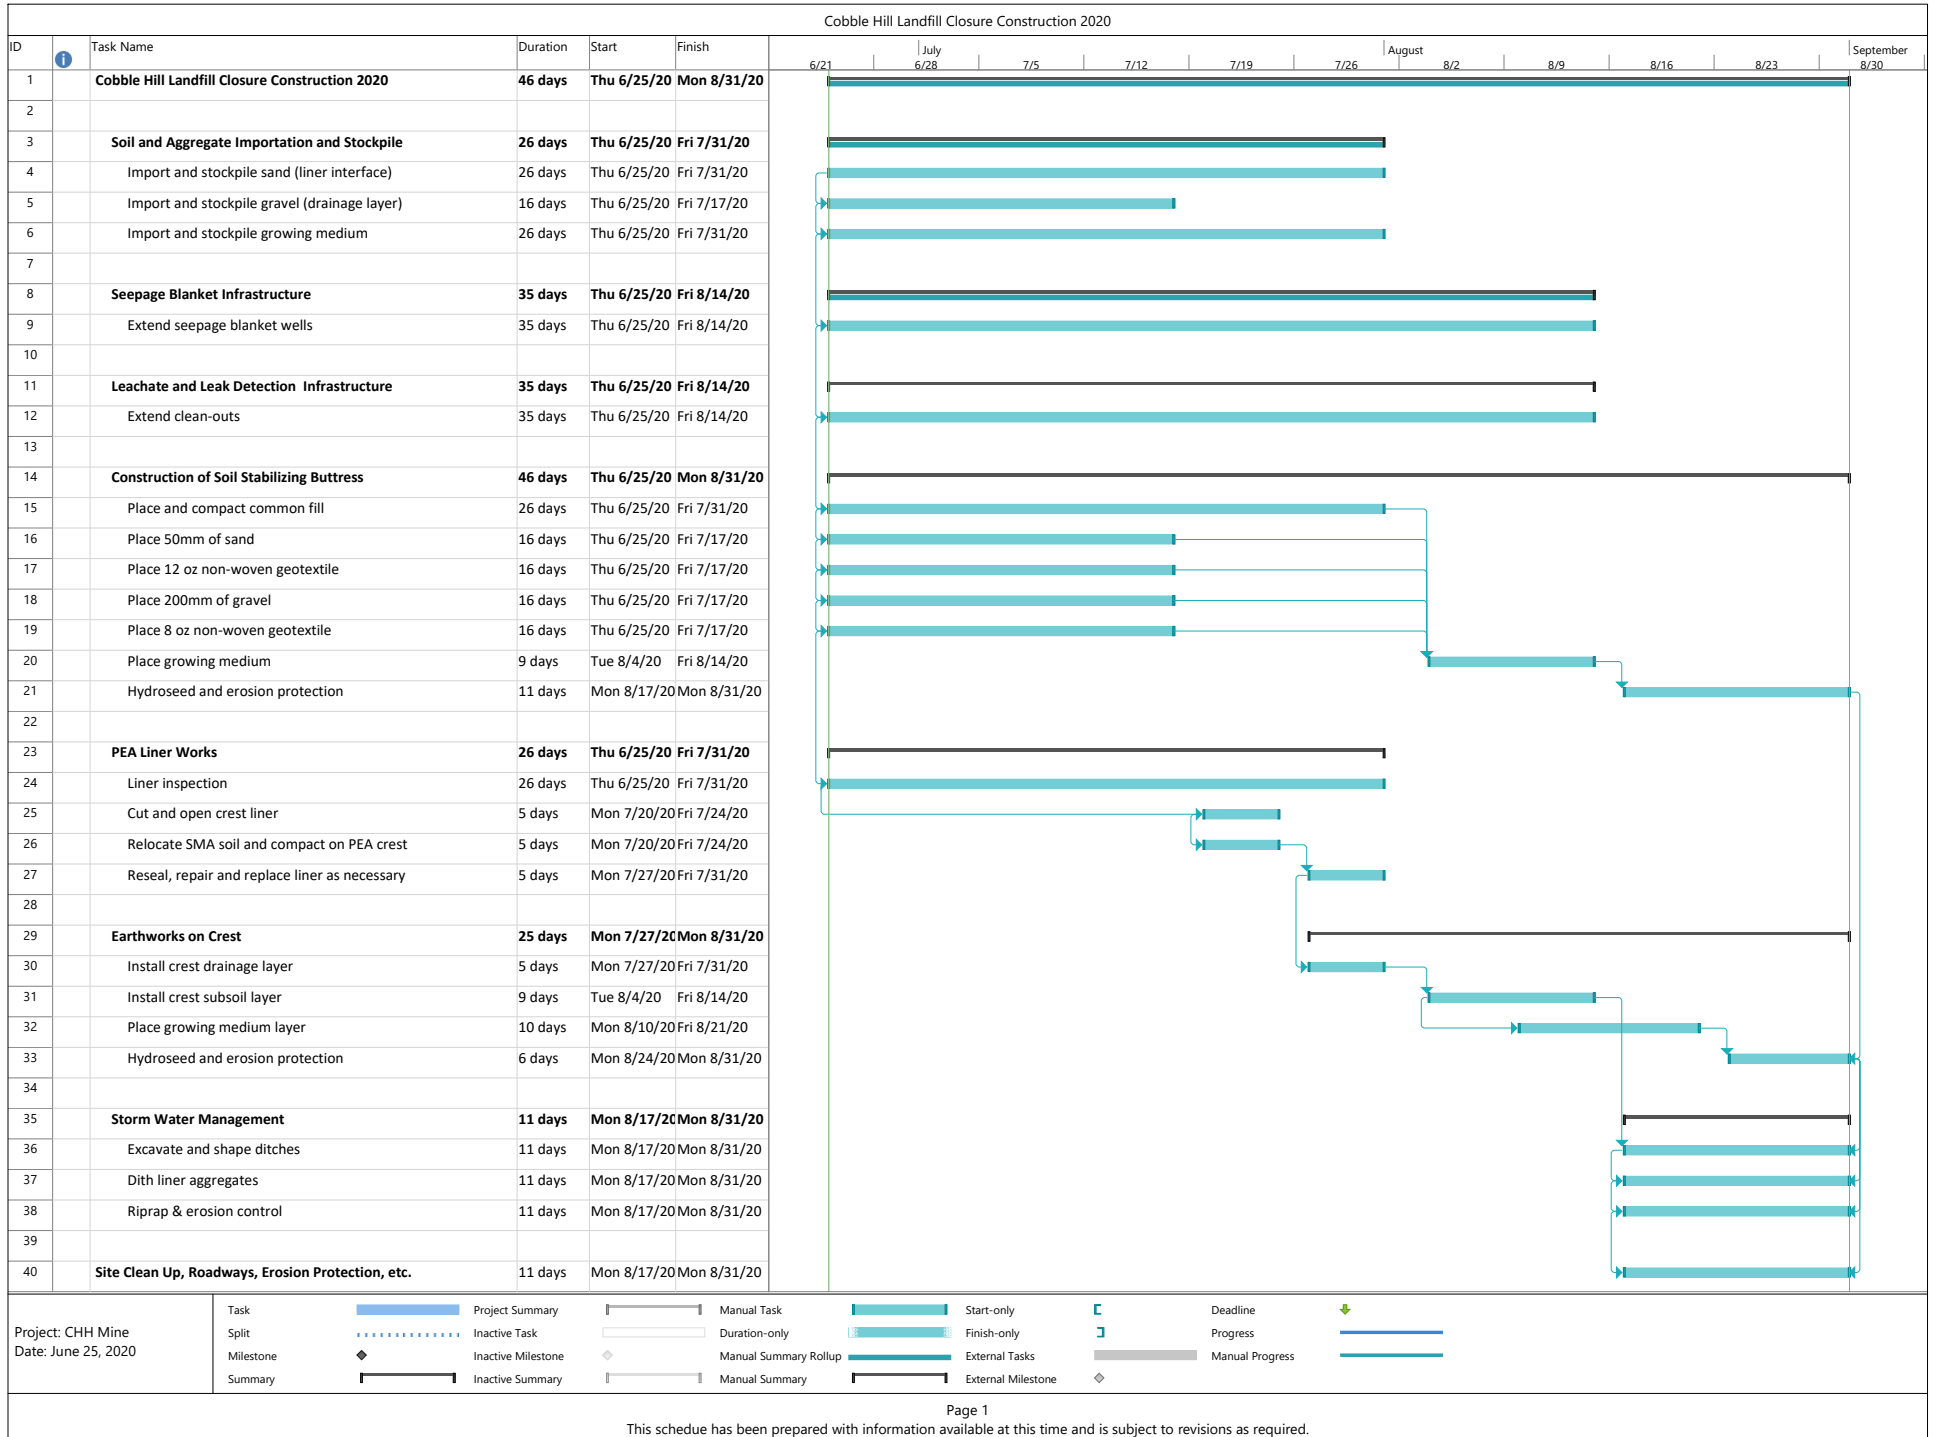 Cobble Hill Landfill Closure Construction 2020
ID Task Name Duration Start Finish July August September
6/21 6/28 7/5 7/12 7/19 7/26 8/2 8/9 8/16 8/23 8/30
1 Cobble Hill Landfill Closure Construction 2020 46 days Thu 6/25/20 Mon 8/31/20
2
3 Soil and Aggregate Importation and Stockpile 26 days Thu 6/25/20 Fri 7/31/20
4 Import and stockpile sand (liner interface) 26 days Thu 6/25/20 Fri 7/31/20
5 Import and stockpile gravel (drainage layer) 16 days Thu 6/25/20 Fri 7/17/20
6 Import and stockpile growing medium 26 days Thu 6/25/20 Fri 7/31/20
7
8 Seepage Blanket Infrastructure 35 days Thu 6/25/20 Fri 8/14/20
9 Extend seepage blanket wells 35 days Thu 6/25/20 Fri 8/14/20
10
11 Leachate and Leak Detection Infrastructure 35 days Thu 6/25/20 Fri 8/14/20
12 Extend clean-outs 35 days Thu 6/25/20 Fri 8/14/20
13
14 Construction of Soil Stabilizing Buttress 46 days Thu 6/25/20 Mon 8/31/20
15 Place and compact common fill 26 days Thu 6/25/20 Fri 7/31/20
16 Place 50mm of sand 16 days Thu 6/25/20 Fri 7/17/20
17 Place 12 oz non-woven geotextile 16 days Thu 6/25/20 Fri 7/17/20
18 Place 200mm of gravel 16 days Thu 6/25/20 Fri 7/17/20
19 Place 8 oz non-woven geotextile 16 days Thu 6/25/20 Fri 7/17/20
20 Place growing medium 9 days Tue 8/4/20 Fri 8/14/20
21 Hydroseed and erosion protection 11 days Mon 8/17/20 Mon 8/31/20
22
23 PEA Liner Works 26 days Thu 6/25/20 Fri 7/31/20
24 Liner inspection 26 days Thu 6/25/20 Fri 7/31/20
25 Cut and open crest liner 5 days Mon 7/20/20 Fri 7/24/20
26 Relocate SMA soil and compact on PEA crest 5 days Mon 7/20/20 Fri 7/24/20
27 Reseal, repair and replace liner as necessary 5 days Mon 7/27/20 Fri 7/31/20
28
29 Earthworks on Crest 25 days Mon 7/27/20 Mon 8/31/20
30 Install crest drainage layer 5 days Mon 7/27/20 Fri 7/31/20
31 Install crest subsoil layer 9 days Tue 8/4/20 Fri 8/14/20
32 Place growing medium layer 10 days Mon 8/10/20 Fri 8/21/20
33 Hydroseed and erosion protection 6 days Mon 8/24/20 Mon 8/31/20
34
35 Storm Water Management 11 days Mon 8/17/20 Mon 8/31/20
36 Excavate and shape ditches 11 days Mon 8/17/20 Mon 8/31/20
37 Dith liner aggregates 11 days Mon 8/17/20 Mon 8/31/20
38 Riprap & erosion control 11 days Mon 8/17/20 Mon 8/31/20
39
40 Site Clean Up, Roadways, Erosion Protection, etc. 11 days Mon 8/17/20 Mon 8/31/20
Project: CHH Mine
Date: June 25, 2020
Task Project Summary Manual Task Start-only Deadline
Split Inactive Task Duration-only Finish-only Progress
Milestone Inactive Milestone Manual Summary Rollup External Tasks Manual Progress
Summary Inactive Summary Manual Summary External Milestone
Page 1
This schedue has been prepared with information available at this time and is subject to revisions as required.